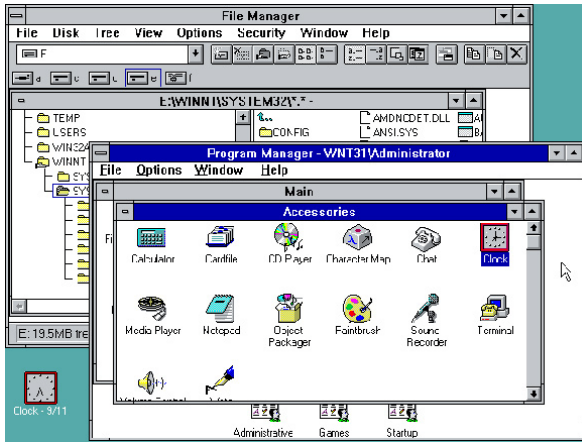 File Manager
File Disk Tree View Options Security Window Help
F
E:\WINNT\SYSTEM32\*.* -
TEMP
USERS
CONFIG
AMDNCDET.DLL
ANSI.SYS
WINNT
Program Manager - WNT31\Administrator
File Options Window Help
Main
Accessories
Calculator Cardfile CD Player Character Map Chat Clock
Media Player Notepad Object Packager Paintbrush Sound Recorder Terminal
E: 19.5MB fre
Clock - 9/11
Administrative Games Startup